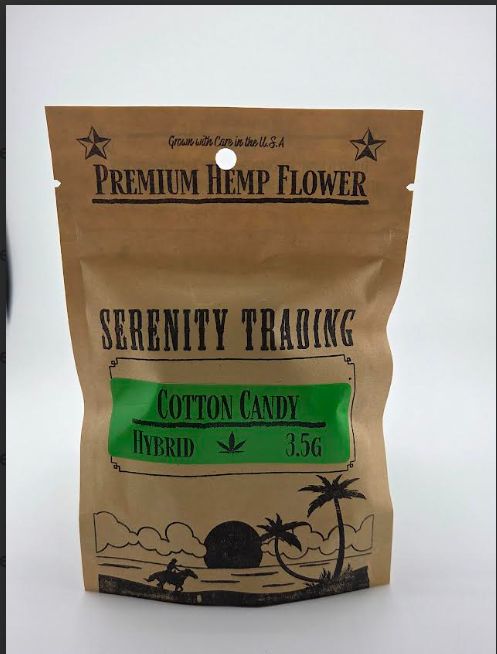 Grown with Care in the U.S.A
PREMIUM HEMP FLOWER
SERENITY TRADING
COTTON CANDY
HYBRID 3.5G